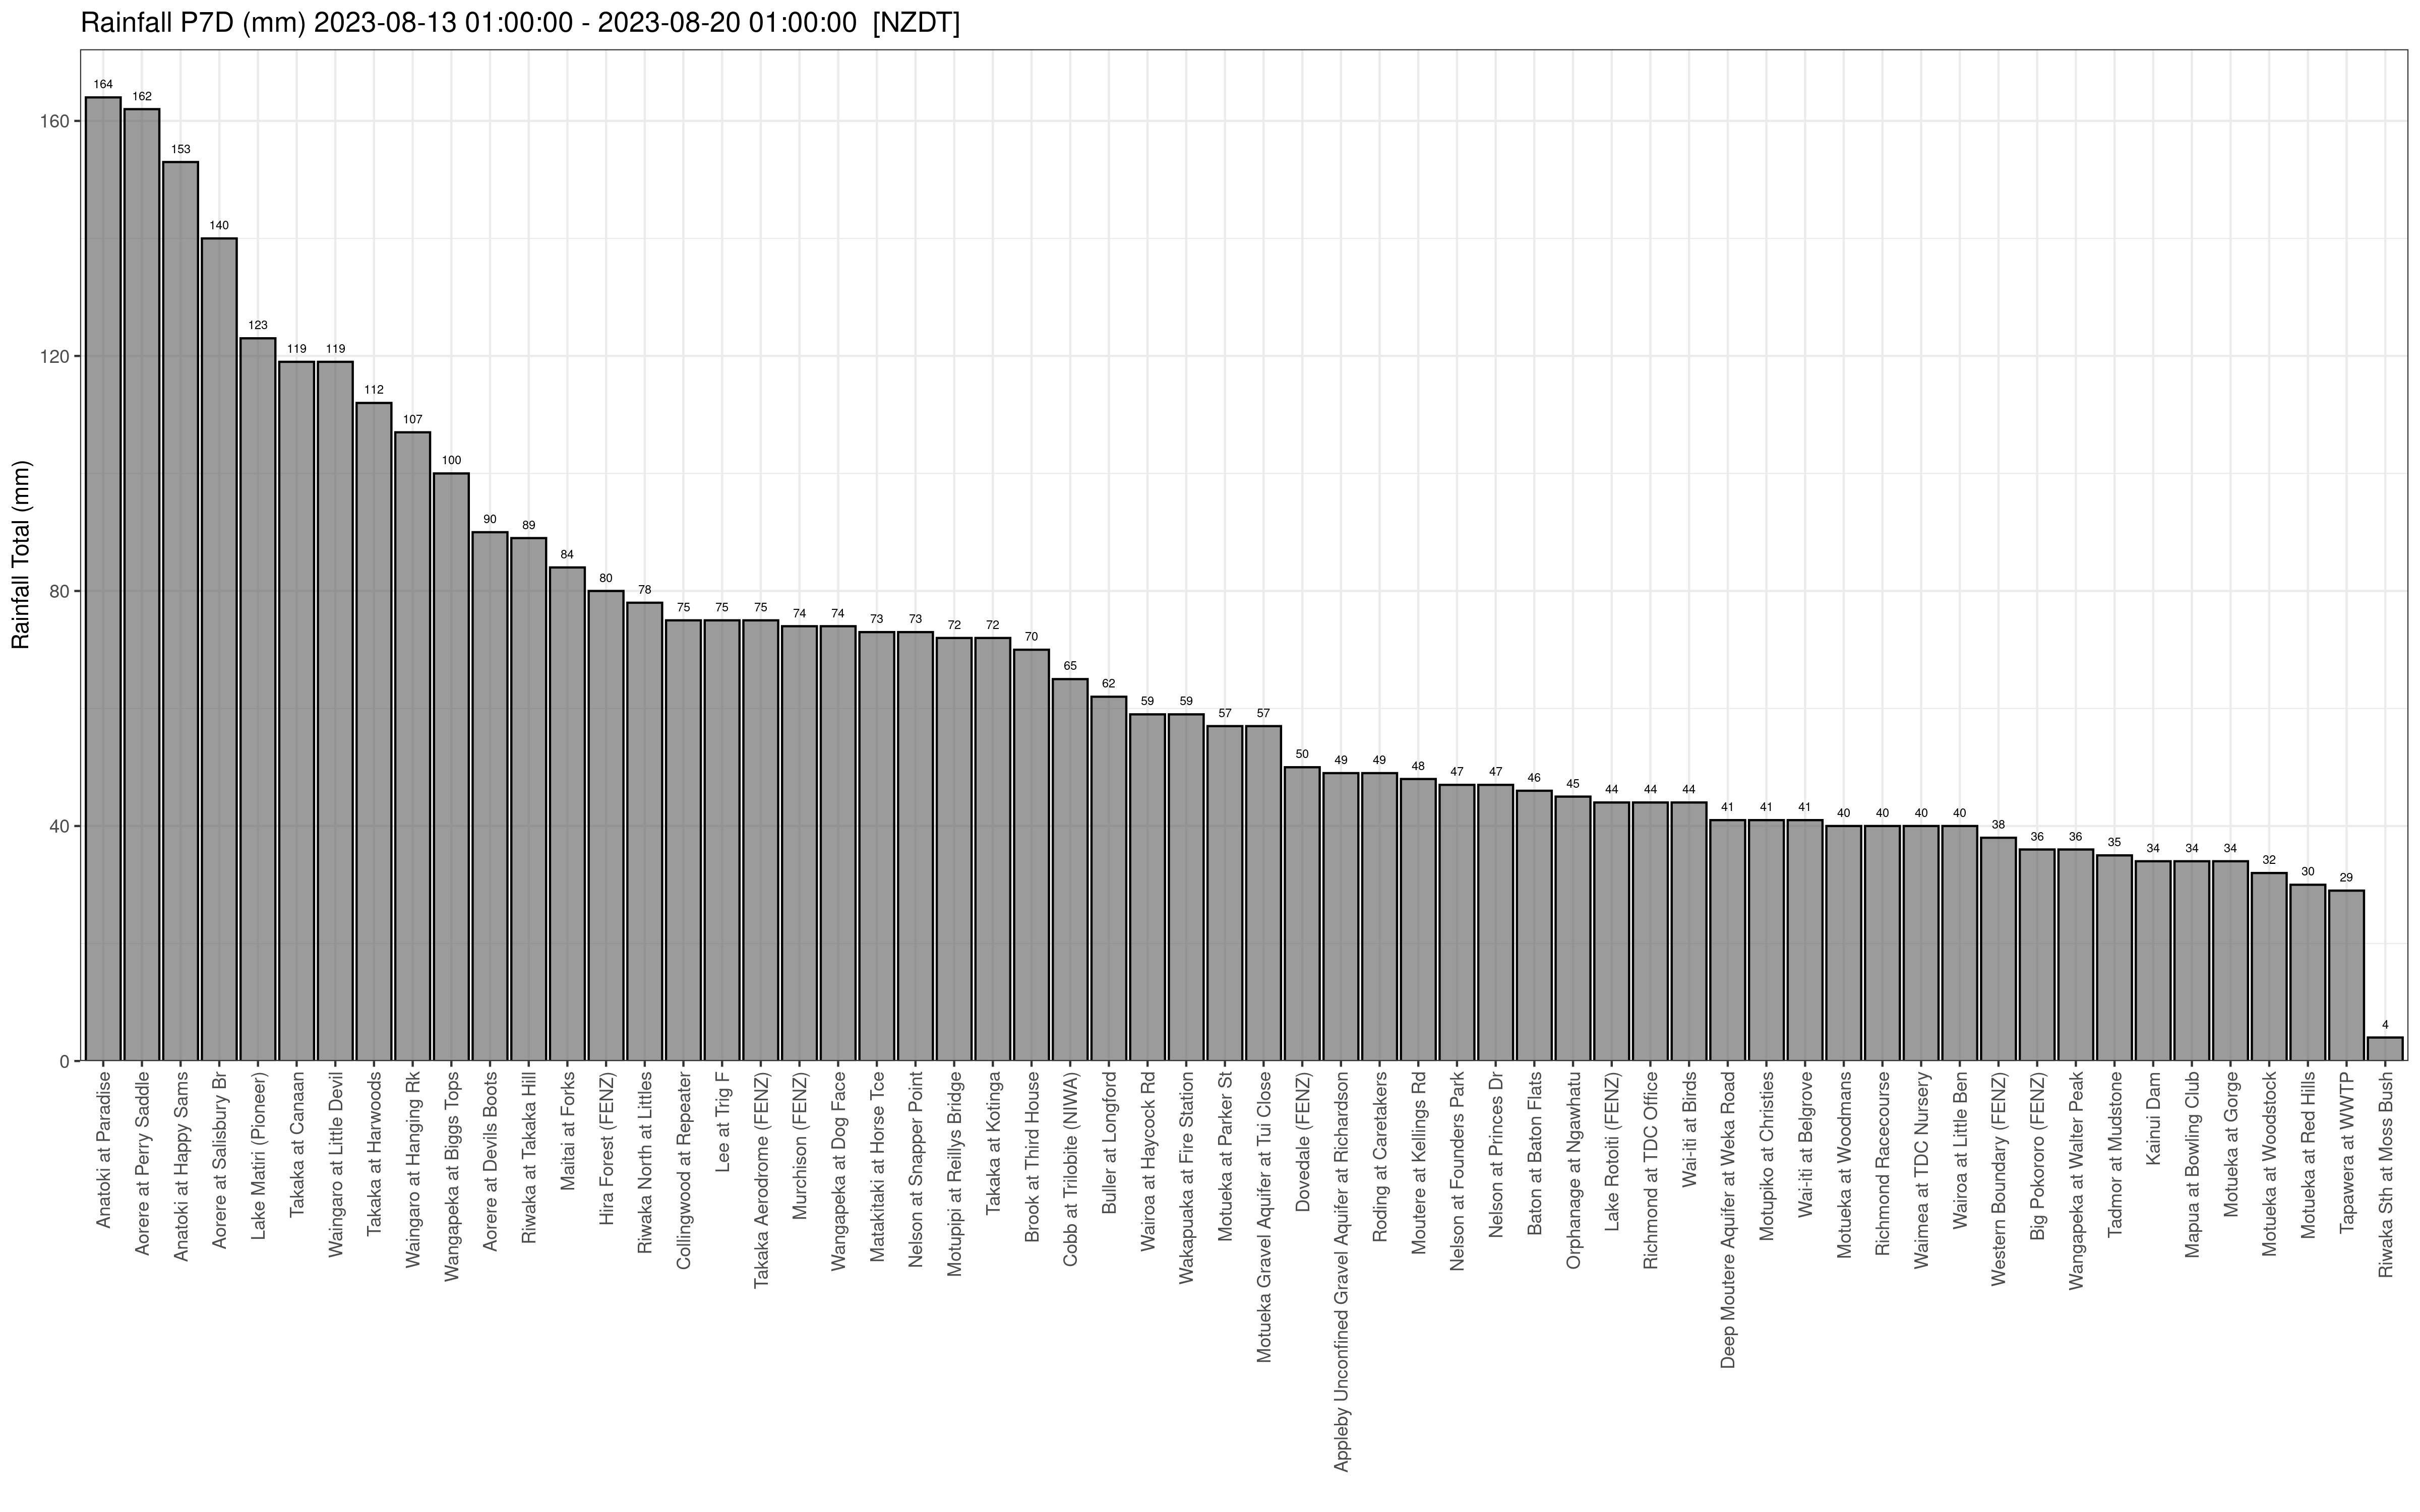 Rainfall P7D (mm) 2023-08-13 01:00:00 - 2023-08-20 01:00:00 [NZDT]
Rainfall Total (mm)
160
120
80
40
0
164
162
153
140
123
119
119
112
107
100
90
89
84
80
78
75
75
75
74
74
73
73
72
72
70
65
62
59
59
57
57
50
49
49
48
47
47
46
45
44
44
44
41
41
41
40
40
40
40
38
36
36
35
34
34
34
32
30
29
4
Anatoki at Paradise
Aorere at Perry Saddle
Anatoki at Happy Sams
Aorere at Salisbury Br
Lake Matiri (Pioneer)
Takaka at Canaan
Waingaro at Little Devil
Takaka at Harwoods
Waingaro at Hanging Rk
Wangapeka at Biggs Tops
Aorere at Devils Boots
Riwaka at Takaka Hill
Maitai at Forks
Hira Forest (FENZ)
Riwaka North at Littles
Collingwood at Repeater
Lee at Trig F
Takaka Aerodrome (FENZ)
Murchison (FENZ)
Wangapeka at Dog Face
Matakitaki at Horse Tce
Nelson at Snapper Point
Motupipi at Reillys Bridge
Takaka at Kotinga
Brook at Third House
Cobb at Trilobite (NIWA)
Buller at Longford
Wairoa at Haycock Rd
Wakapuaka at Fire Station
Motueka at Parker St
Motueka Gravel Aquifer at Tui Close
Dovedale (FENZ)
Appleby Unconfined Gravel Aquifer at Richardson
Roding at Caretakers
Moutere at Kellings Rd
Nelson at Founders Park
Nelson at Princes Dr
Baton at Baton Flats
Orphanage at Ngawhatu
Lake Rotoiti (FENZ)
Richmond at TDC Office
Wai-iti at Birds
Deep Moutere Aquifer at Weka Road
Motupiko at Christies
Wai-iti at Belgrove
Motueka at Woodmans
Richmond Racecourse
Waimea at TDC Nursery
Wairoa at Little Ben
Western Boundary (FENZ)
Big Pokororo (FENZ)
Wangapeka at Walter Peak
Tadmor at Mudstone
Kainui Dam
Mapua at Bowling Club
Motueka at Gorge
Motueka at Woodstock
Motueka at Red Hills
Tapawera at WWTP
Riwaka Sth at Moss Bush